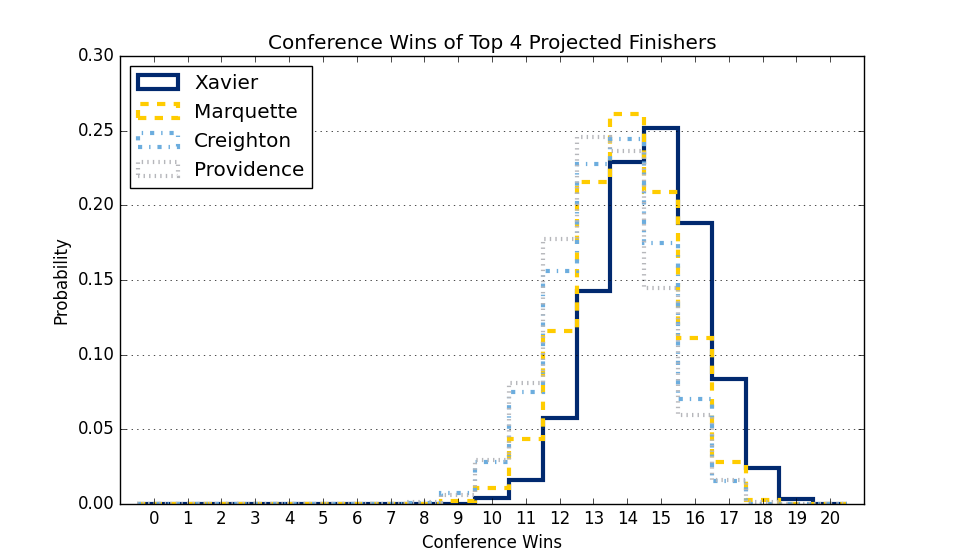 Conference Wins of Top 4 Projected Finishers
0.30
0.25
0.20
0.15
0.10
0.05
0.00
Probability
Xavier
Marquette
Creighton
Providence
0 1 2 3 4 5 6 7 8 9 10 11 12 13 14 15 16 17 18 19 20
Conference Wins